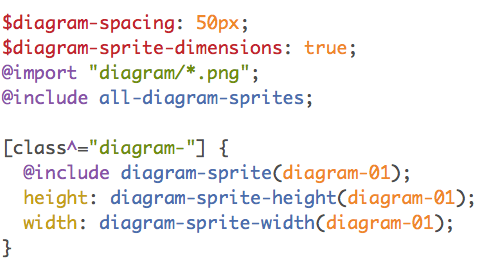 $diagram-spacing: 50px;
$diagram-sprite-dimensions: true;
@import "diagram/*.png";
@include all-diagram-sprites;

[class^="diagram-"] {
  @include diagram-sprite(diagram-01);
  height: diagram-sprite-height(diagram-01);
  width: diagram-sprite-width(diagram-01);
}